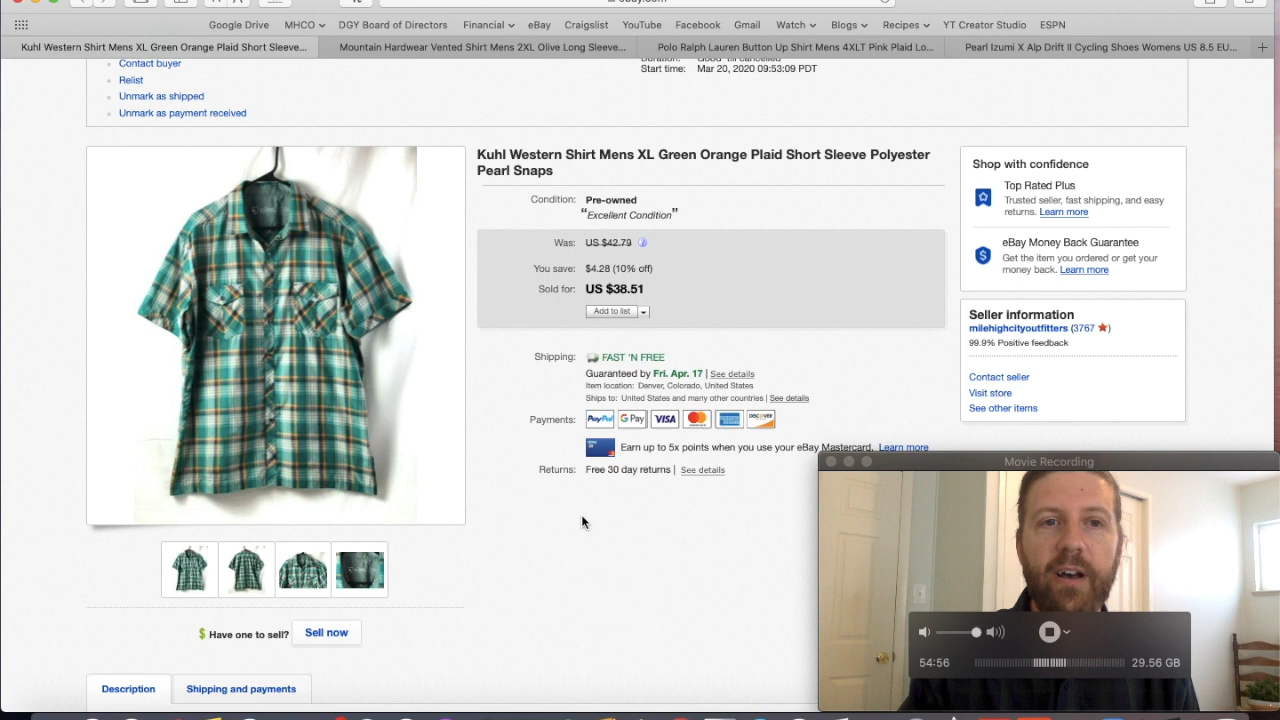 ebay.com
Google Drive MHCO DGY Board of Directors Financial eBay Craigslist YouTube Facebook Gmail Watch Blogs Recipes YT Creator Studio ESPN
Kuhl Western Shirt Mens XL Green Orange Plaid Short Sleeve... Mountain Hardwear Vented Shirt Mens 2XL Olive Long Sleeve... Polo Ralph Lauren Button Up Shirt Mens 4XLT Pink Plaid Lo... Pearl Izumi X Alp Drift II Cycling Shoes Womens US 8.5 EU...
Contact buyer
Relist
Unmark as shipped
Unmark as payment received
Duration: Good 'til cancelled
Start time: Mar 20, 2020 09:53:09 PDT
Kuhl Western Shirt Mens XL Green Orange Plaid Short Sleeve Polyester
Pearl Snaps
Condition: Pre-owned
“Excellent Condition”
Was: US $42.79
You save: $4.28 (10% off)
Sold for: US $38.51
Add to list
Shipping: FAST 'N FREE
Guaranteed by Fri. Apr. 17 | See details
Item location: Denver, Colorado, United States
Ships to: United States and many other countries | See details
Payments: PayPal G Pay VISA DISCOVER
Earn up to 5x points when you use your eBay Mastercard. Learn more
Returns: Free 30 day returns | See details
Shop with confidence
Top Rated Plus
Trusted seller, fast shipping, and easy
returns. Learn more
eBay Money Back Guarantee
Get the item you ordered or get your
money back. Learn more
Seller information
milehighcityoutfitters (3767)
99.9% Positive feedback
Contact seller
Visit store
See other items
Have one to sell? Sell now
Description Shipping and payments
Movie Recording
54:56 29.56 GB